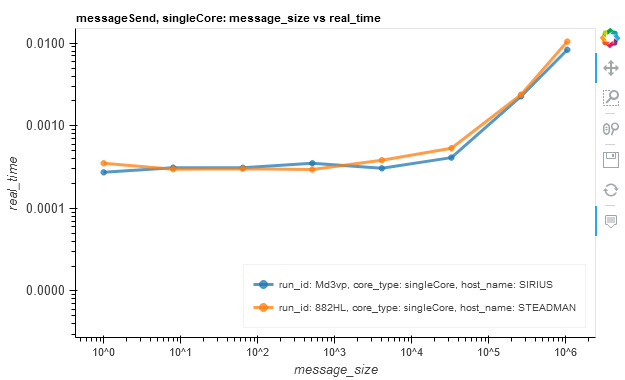 messageSend, singleCore: message_size vs real_time
0.0100
0.0010
0.0001
0.0000
real_time
run_id: Md3vp, core_type: singleCore, host_name: SIRIUS
run_id: 882HL, core_type: singleCore, host_name: STEADMAN
10^0 10^1 10^2 10^3 10^4 10^5 10^6
message_size